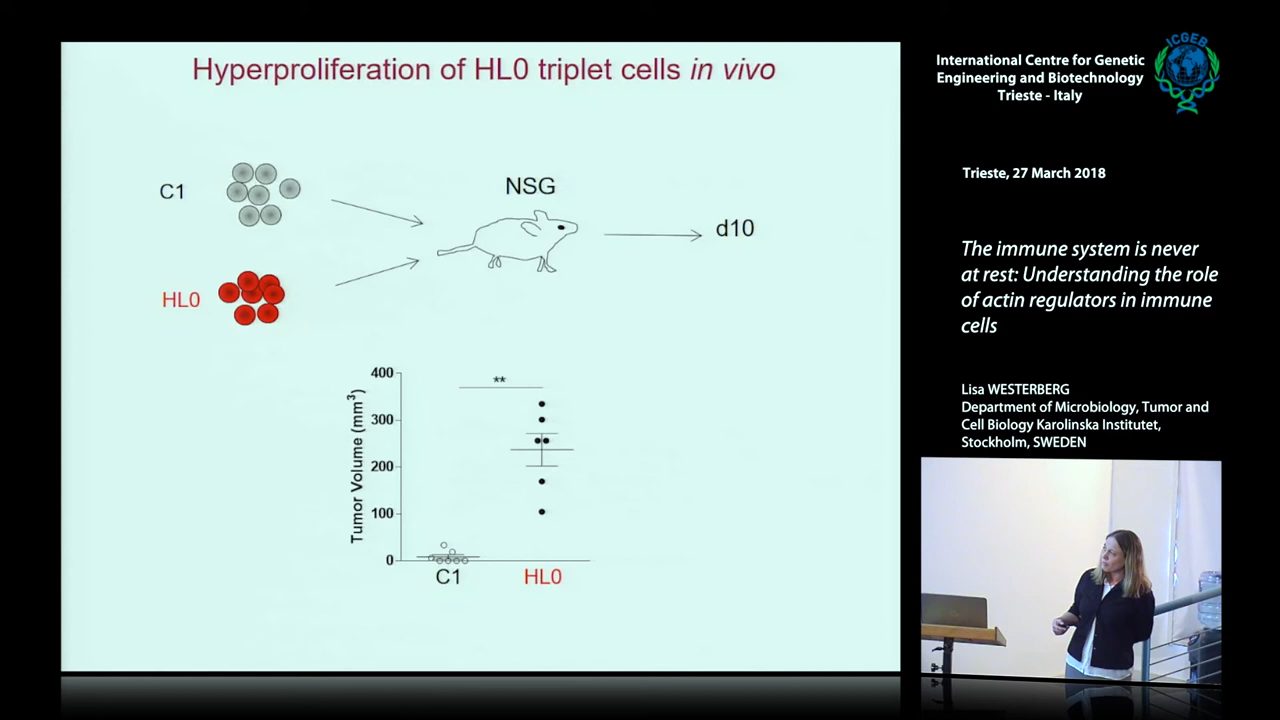 Hyperproliferation of HL0 triplet cells in vivo
C1
NSG
d10
HL0
400
**
300
200
100
0
Tumor Volume (mm3)
C1
HL0
ICGEB
International Centre for Genetic
Engineering and Biotechnology
Trieste - Italy
Trieste, 27 March 2018
The immune system is never
at rest: Understanding the role
of actin regulators in immune
cells
Lisa WESTERBERG
Department of Microbiology, Tumor and
Cell Biology Karolinska Institutet,
Stockholm, SWEDEN